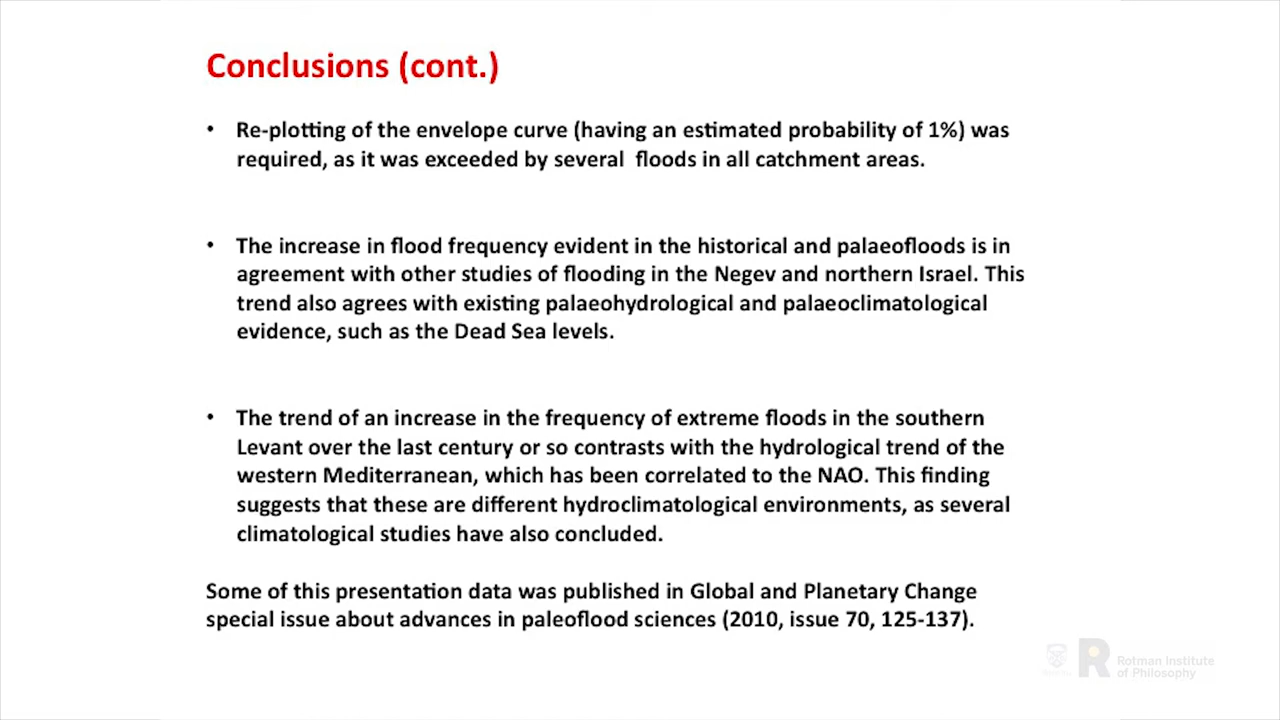 Conclusions (cont.)
• Re-plotting of the envelope curve (having an estimated probability of 1%) was
required, as it was exceeded by several floods in all catchment areas.
• The increase in flood frequency evident in the historical and palaeofloods is in
agreement with other studies of flooding in the Negev and northern Israel. This
trend also agrees with existing palaeohydrological and palaeoclimatological
evidence, such as the Dead Sea levels.
• The trend of an increase in the frequency of extreme floods in the southern
Levant over the last century or so contrasts with the hydrological trend of the
western Mediterranean, which has been correlated to the NAO. This finding
suggests that these are different hydroclimatological environments, as several
climatological studies have also concluded.
Some of this presentation data was published in Global and Planetary Change
special issue about advances in paleoflood sciences (2010, issue 70, 125-137).
R Rotman Institute
of Philosophy